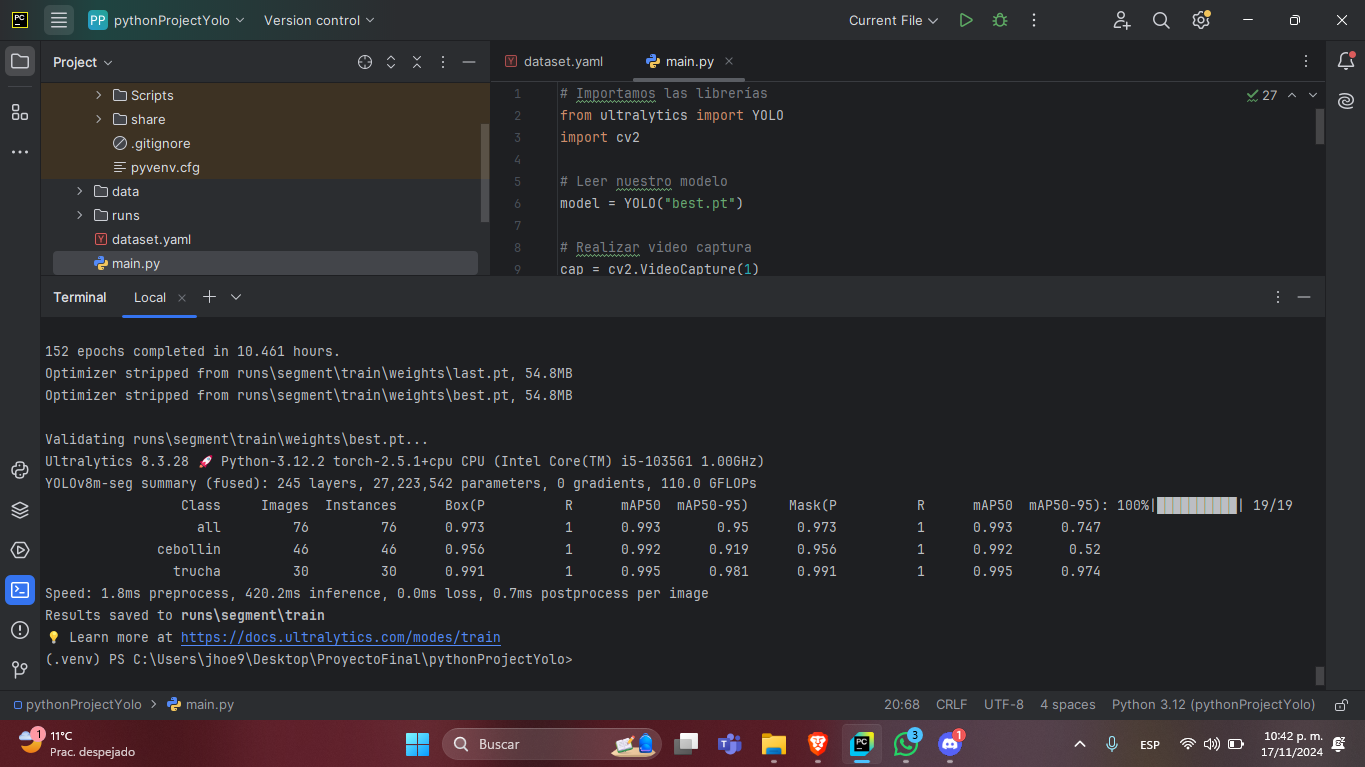 PC PP pythonProjectYolo Version control Current File
Project
Scripts
share
.gitignore
pyvenv.cfg
data
runs
dataset.yaml
main.py
dataset.yaml main.py
27
1 # Importamos las librerías
2 from ultralytics import YOLO
3 import cv2
4
5 # Leer nuestro modelo
6 model = YOLO("best.pt")
7
8 # Realizar video captura
9 cap = cv2.VideoCapture(1)
Terminal Local
152 epochs completed in 10.461 hours.
Optimizer stripped from runs\segment\train\weights\last.pt, 54.8MB
Optimizer stripped from runs\segment\train\weights\best.pt, 54.8MB
Validating runs\segment\train\weights\best.pt...
Ultralytics 8.3.28 🚀 Python-3.12.2 torch-2.5.1+cpu CPU (Intel Core(TM) i5-1035G1 1.00GHz)
YOLOv8m-seg summary (fused): 245 layers, 27,223,542 parameters, 0 gradients, 110.0 GFLOPs
Class Images Instances Box(P R mAP50 mAP50-95) Mask(P R mAP50 mAP50-95): 100%|██████████| 19/19
all 76 76 0.973 1 0.993 0.95 0.973 1 0.993 0.747
cebollin 46 46 0.956 1 0.992 0.919 0.956 1 0.992 0.52
trucha 30 30 0.991 1 0.995 0.981 0.991 1 0.995 0.974
Speed: 1.8ms preprocess, 420.2ms inference, 0.0ms loss, 0.7ms postprocess per image
Results saved to runs\segment\train
💡 Learn more at https://docs.ultralytics.com/modes/train
(.venv) PS C:\Users\jhoe9\Desktop\ProyectoFinal\pythonProjectYolo>
pythonProjectYolo > main.py 20:68 CRLF UTF-8 4 spaces Python 3.12 (pythonProjectYolo)
1 11°C
Prac. despejado
Buscar
PC
3
1
ESP
10:42 p. m.
17/11/2024